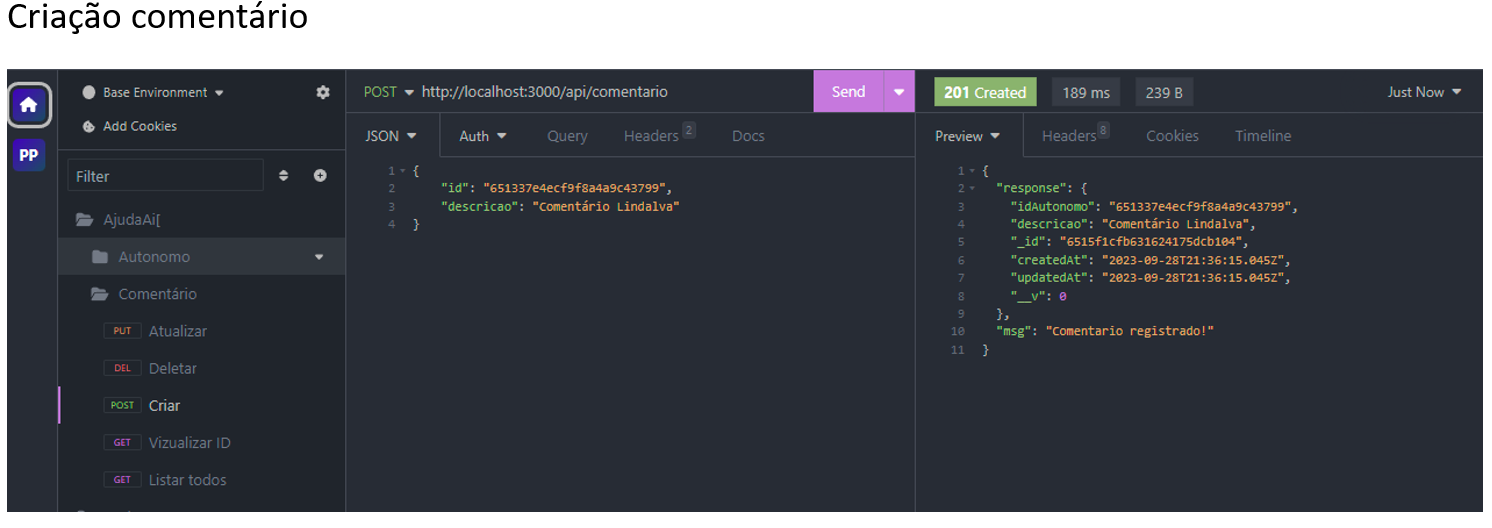 Criação comentário
Base Environment
Add Cookies
PP
Filter
AjudaAí[
Autonomo
Comentário
PUT Atualizar
DEL Deletar
POST Criar
GET Vizualizar ID
GET Listar todos
POST http://localhost:3000/api/comentario Send
JSON Auth Query Headers 2 Docs
1 {
2 "id": "651337e4ecf9f8a4a9c43799",
3 "descricao": "Comentário Lindalva"
4 }
201 Created 189 ms 239 B Just Now
Preview Headers 8 Cookies Timeline
1 {
2 "response": {
3 "idAutonomo": "651337e4ecf9f8a4a9c43799",
4 "descricao": "Comentário Lindalva",
5 "_id": "6515f1cfb631624175dcb104",
6 "createdAt": "2023-09-28T21:36:15.045Z",
7 "updatedAt": "2023-09-28T21:36:15.045Z",
8 "__v": 0
9 },
10 "msg": "Comentario registrado!"
11 }